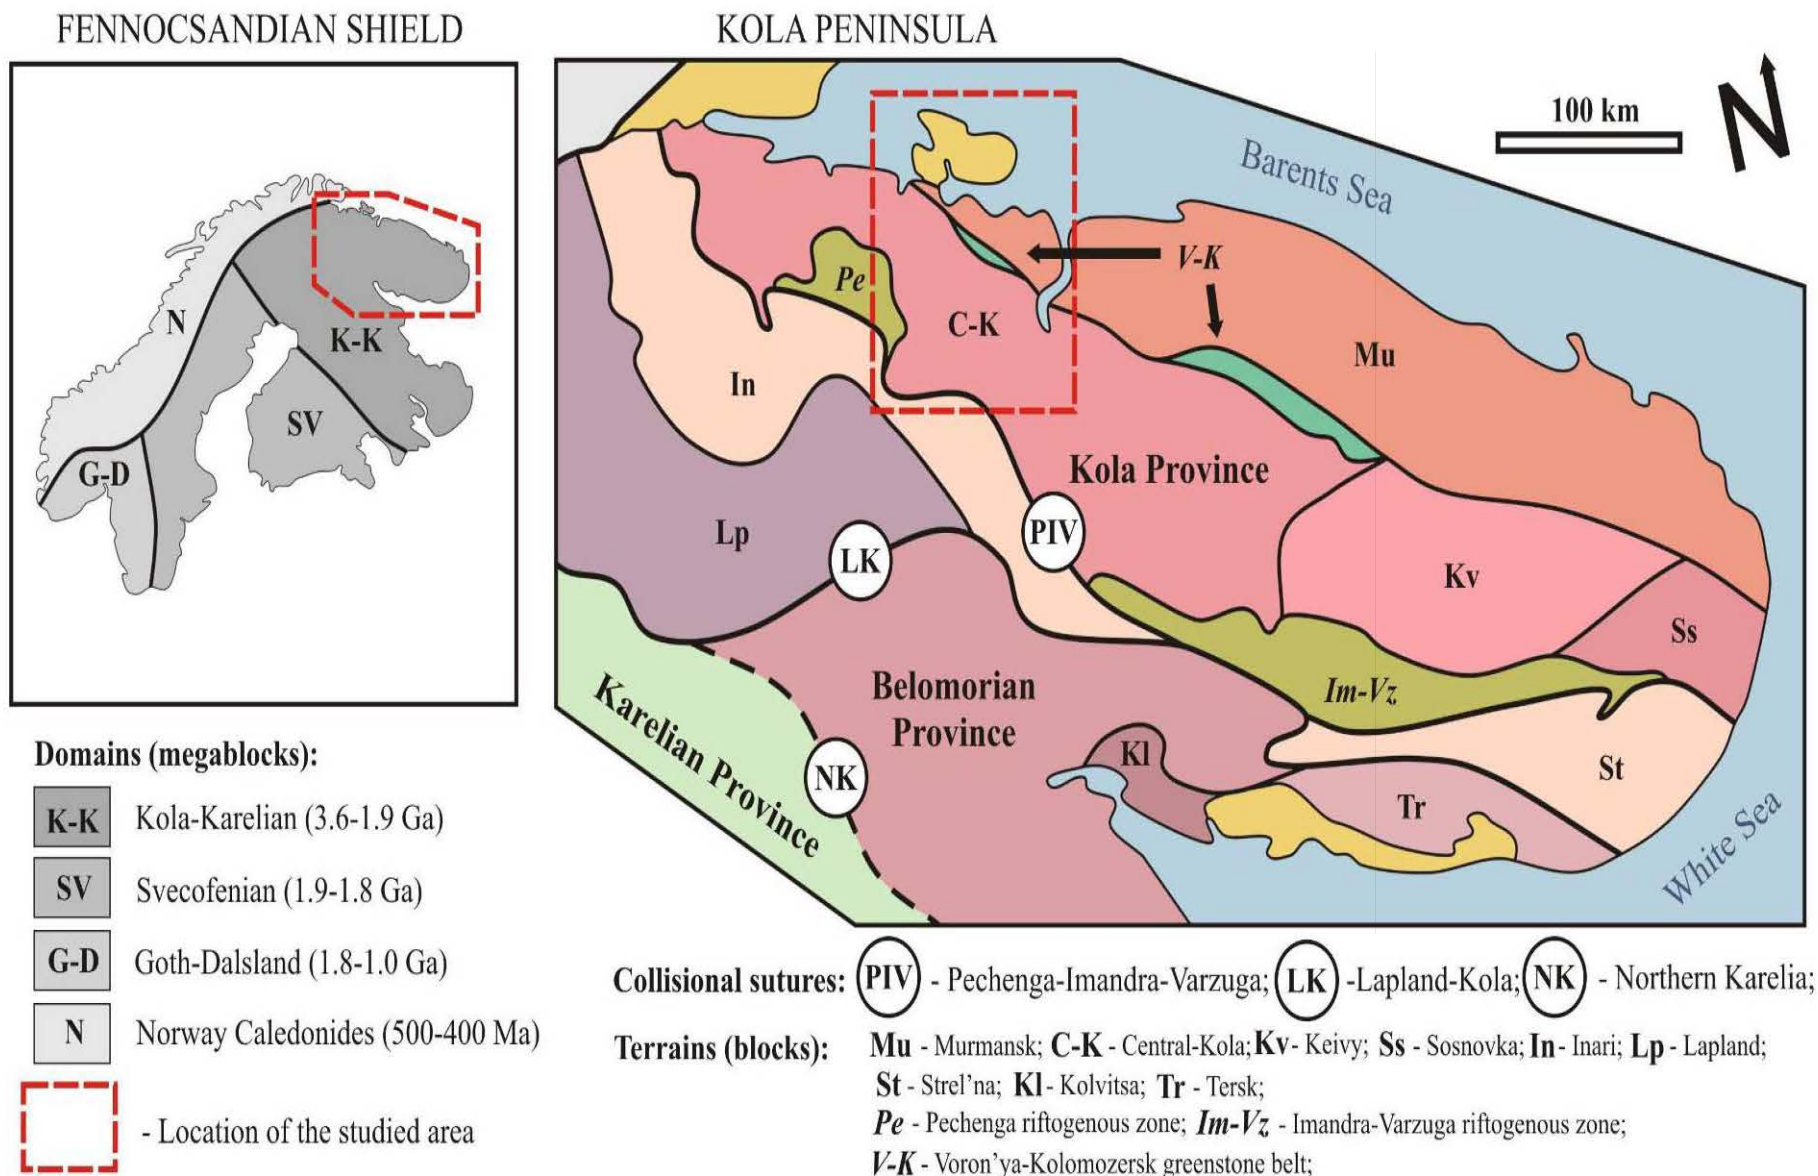 FENNOCSANDIAN SHIELD
N
K-K
SV
G-D
Domains (megablocks):
K-K Kola-Karelian (3.6-1.9 Ga)
SV Svecofenian (1.9-1.8 Ga)
G-D Goth-Dalsland (1.8-1.0 Ga)
N Norway Caledonides (500-400 Ma)
- Location of the studied area
KOLA PENINSULA
100 km
N
Barents Sea
V-K
Pe
C-K
Mu
In
Kola Province
Lp
PIV
LK
Kv
Ss
Belomorian
Province
Im-Vz
Karelian Province
Kl
NK
St
Tr
White Sea
Collisional sutures: PIV - Pechenga-Imandra-Varzuga; LK -Lapland-Kola; NK - Northern Karelia;
Terrains (blocks): Mu - Murmansk; C-K - Central-Kola; Kv- Keivy; Ss - Sosnovka; In- Inari; Lp - Lapland;
St - Strel'na; Kl - Kolvitsa; Tr - Tersk;
Pe - Pechenga riftogenous zone; Im-Vz - Imandra-Varzuga riftogenous zone;
V-K - Voron'ya-Kolomozersk greenstone belt;